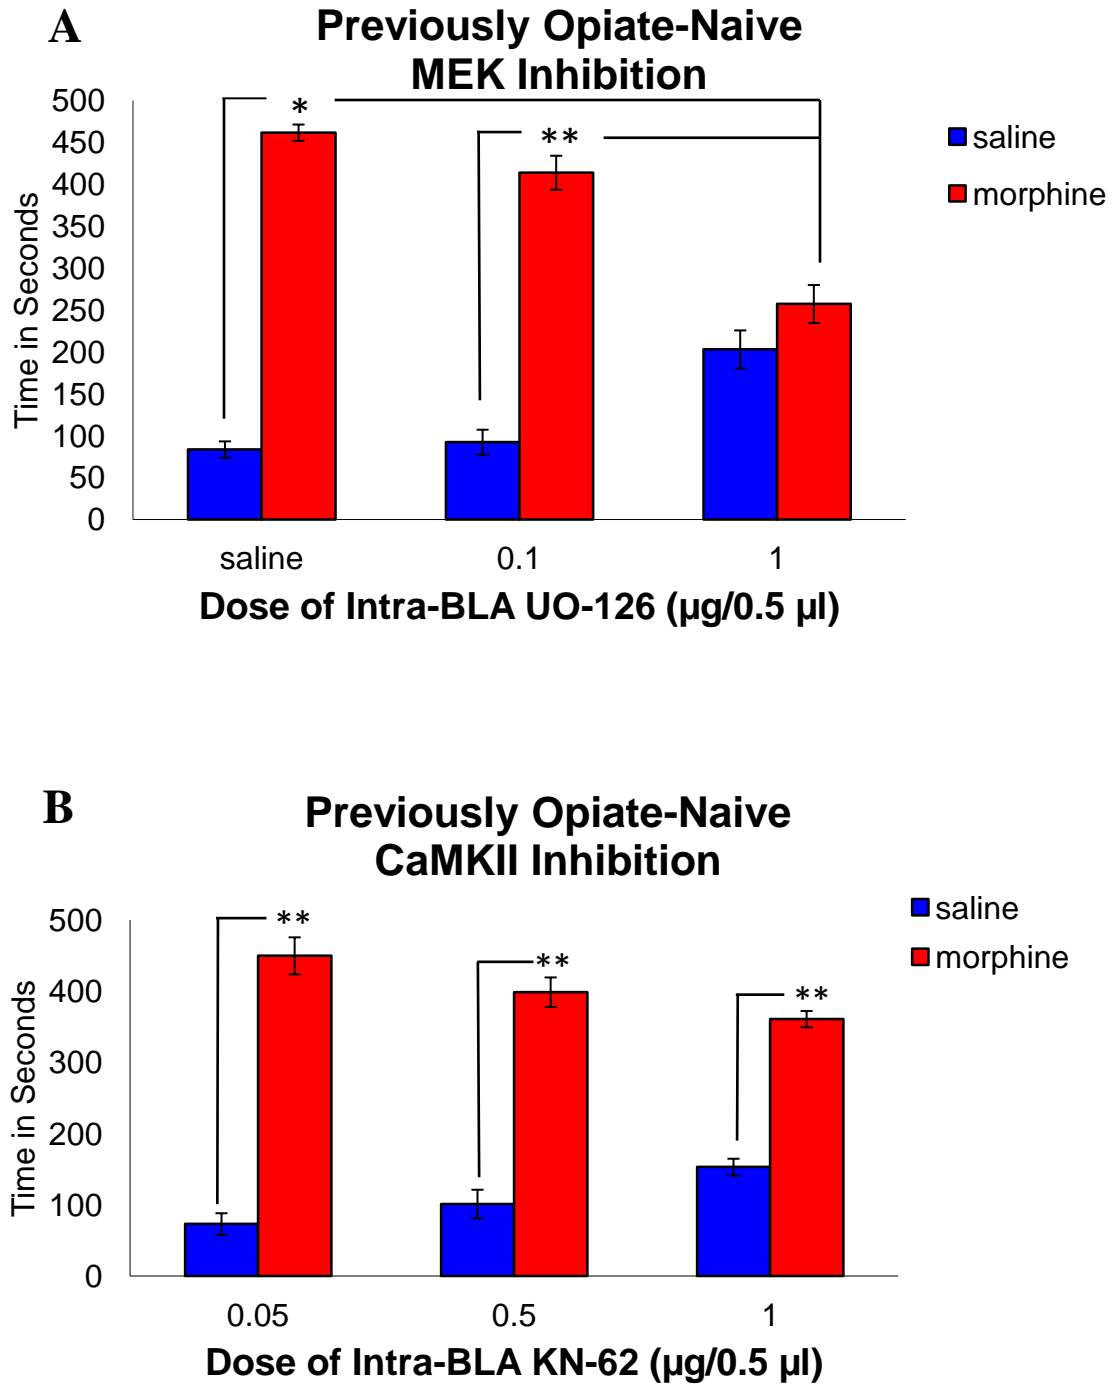 A
Previously Opiate-Naive
MEK Inhibition
500
450
400
350
300
250
200
150
100
50
0
Time in Seconds
*
**
saline
morphine
saline
0.1
1
Dose of Intra-BLA UO-126 (µg/0.5 µl)
B
Previously Opiate-Naive
CaMKII Inhibition
500
400
300
200
100
0
Time in Seconds
**
**
**
saline
morphine
0.05
0.5
1
Dose of Intra-BLA KN-62 (µg/0.5 µl)